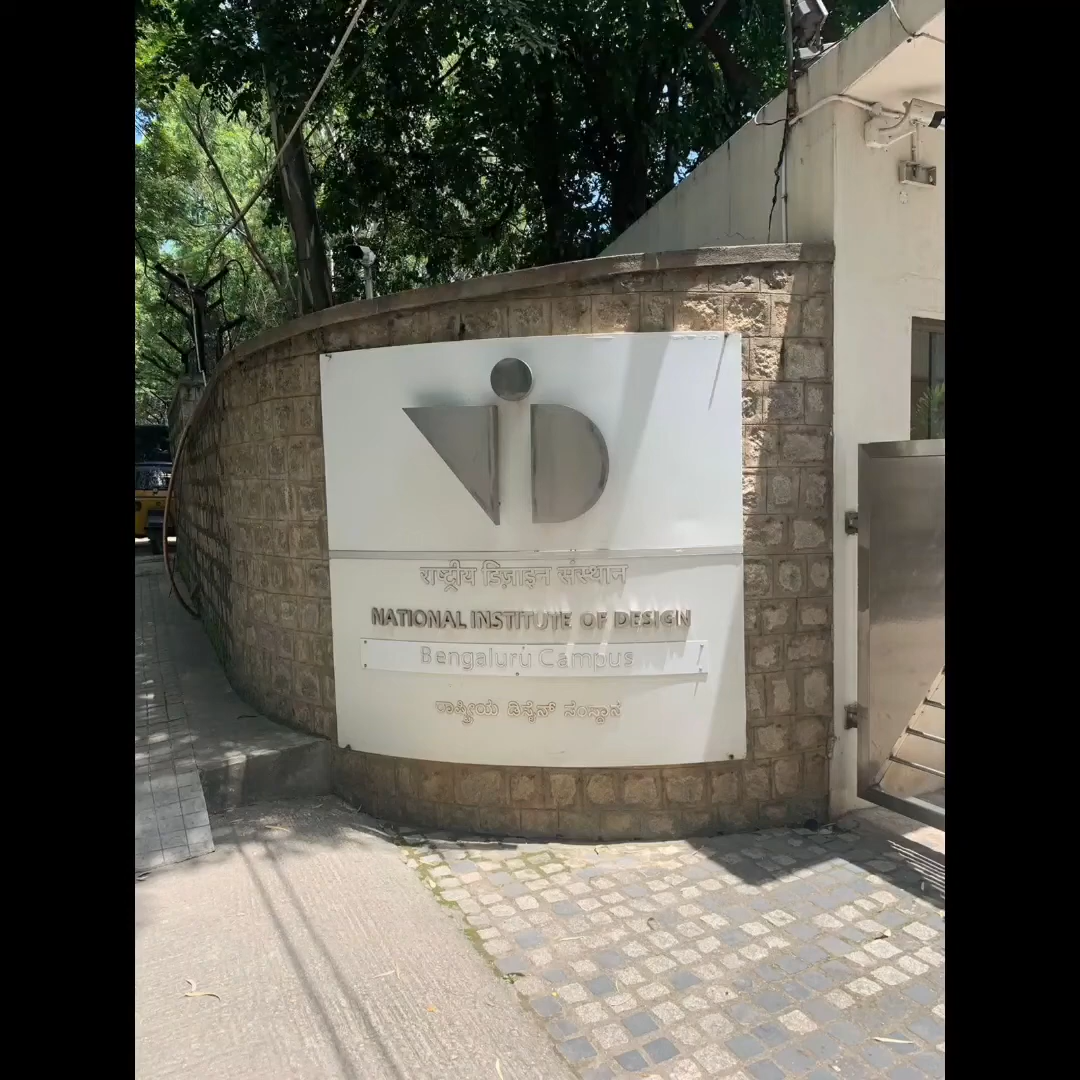 राष्ट्रीय डिज़ाइन संस्थान
NATIONAL INSTITUTE OF DESIGN
Bengaluru Campus
ರಾಷ್ಟ್ರೀಯ ಡಿಸೈನ್ ಸಂಸ್ಥಾನ